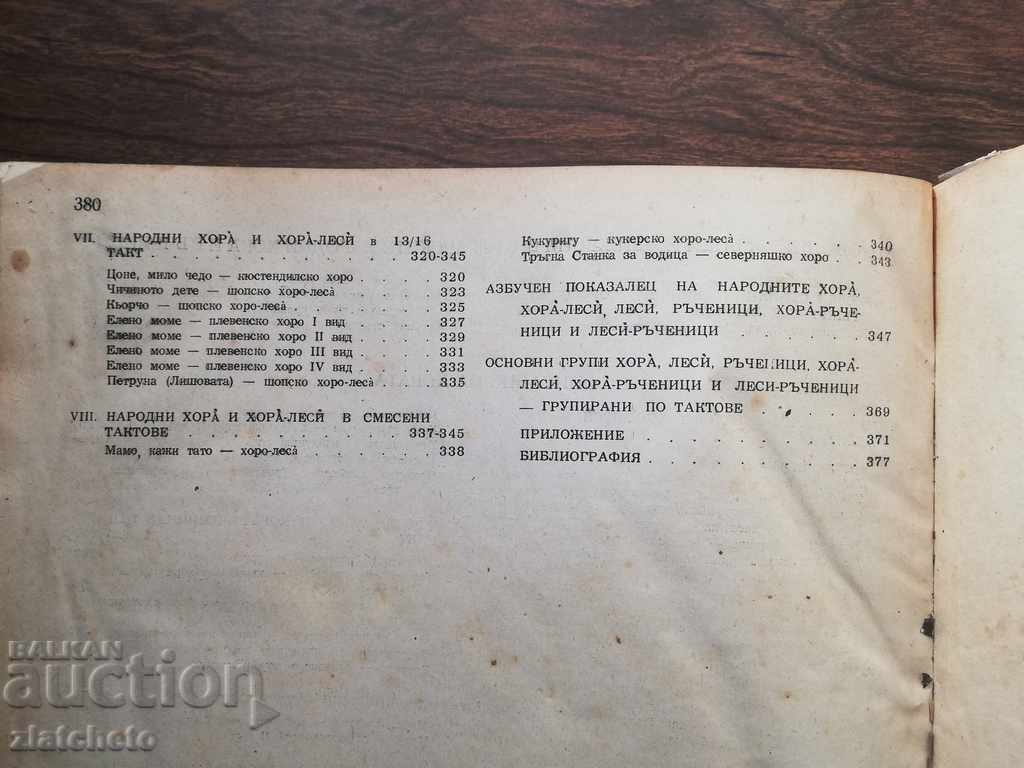 380
VII. НАРОДНИ ХОРА̀ И ХОРА̀-ЛЕСЍ в 13/16
ТАКТ . . . . . . . . . . . . 320-345
Цоне, мило чедо — кюстендилско хоро . . . . 320
Чичиното дете — шопско хоро-леса̀ . . . . . 323
Кьорчо — шопско хоро-леса̀ . . . . . . . 325
Елено моме — плевенско хоро I вид . . . . 327
Елено моме — плевенско хоро II вид . . . . 329
Елено моме — плевенско хоро III вид . . . . 331
Елено моме — плевенско хоро IV вид . . . . 333
Петруна (Лишовата) — шопско хоро-леса̀ . . . 335
VIII. НАРОДНИ ХОРА̀ И ХОРА̀-ЛЕСЍ В СМЕСЕНИ
ТАКТОВЕ . . . . . . . . . . 337-345
Мамо, кажи тато — хоро-леса̀ . . . . . . 338
Кукуригу — кукерско хоро-леса̀ . . . . . . 340
Тръгна Станка за водица — северняшко хоро . . 343
АЗБУЧЕН ПОКАЗАЛЕЦ НА НАРОДНИТЕ ХОРА̀,
ХОРА̀-ЛЕСЍ, ЛЕСЍ, РЪЧЕНИЦИ, ХОРА̀-РЪЧЕ-
НИЦИ И ЛЕСЍ-РЪЧЕНИЦИ . . . . . . 347
ОСНОВНИ ГРУПИ ХОРА̀, ЛЕСЍ, РЪЧЕНИЦИ, ХОРА̀-
ЛЕСИ, ХОРА̀-РЪЧЕНИЦИ И ЛЕСИ-РЪЧЕНИЦИ
— ГРУПИРАНИ ПО ТАКТОВЕ . . . . 369
ПРИЛОЖЕНИЕ . . . . . . . . . 371
БИБЛИОГРАФИЯ . . . . . . . . . 377
BALKAN
auction
zlatcheto